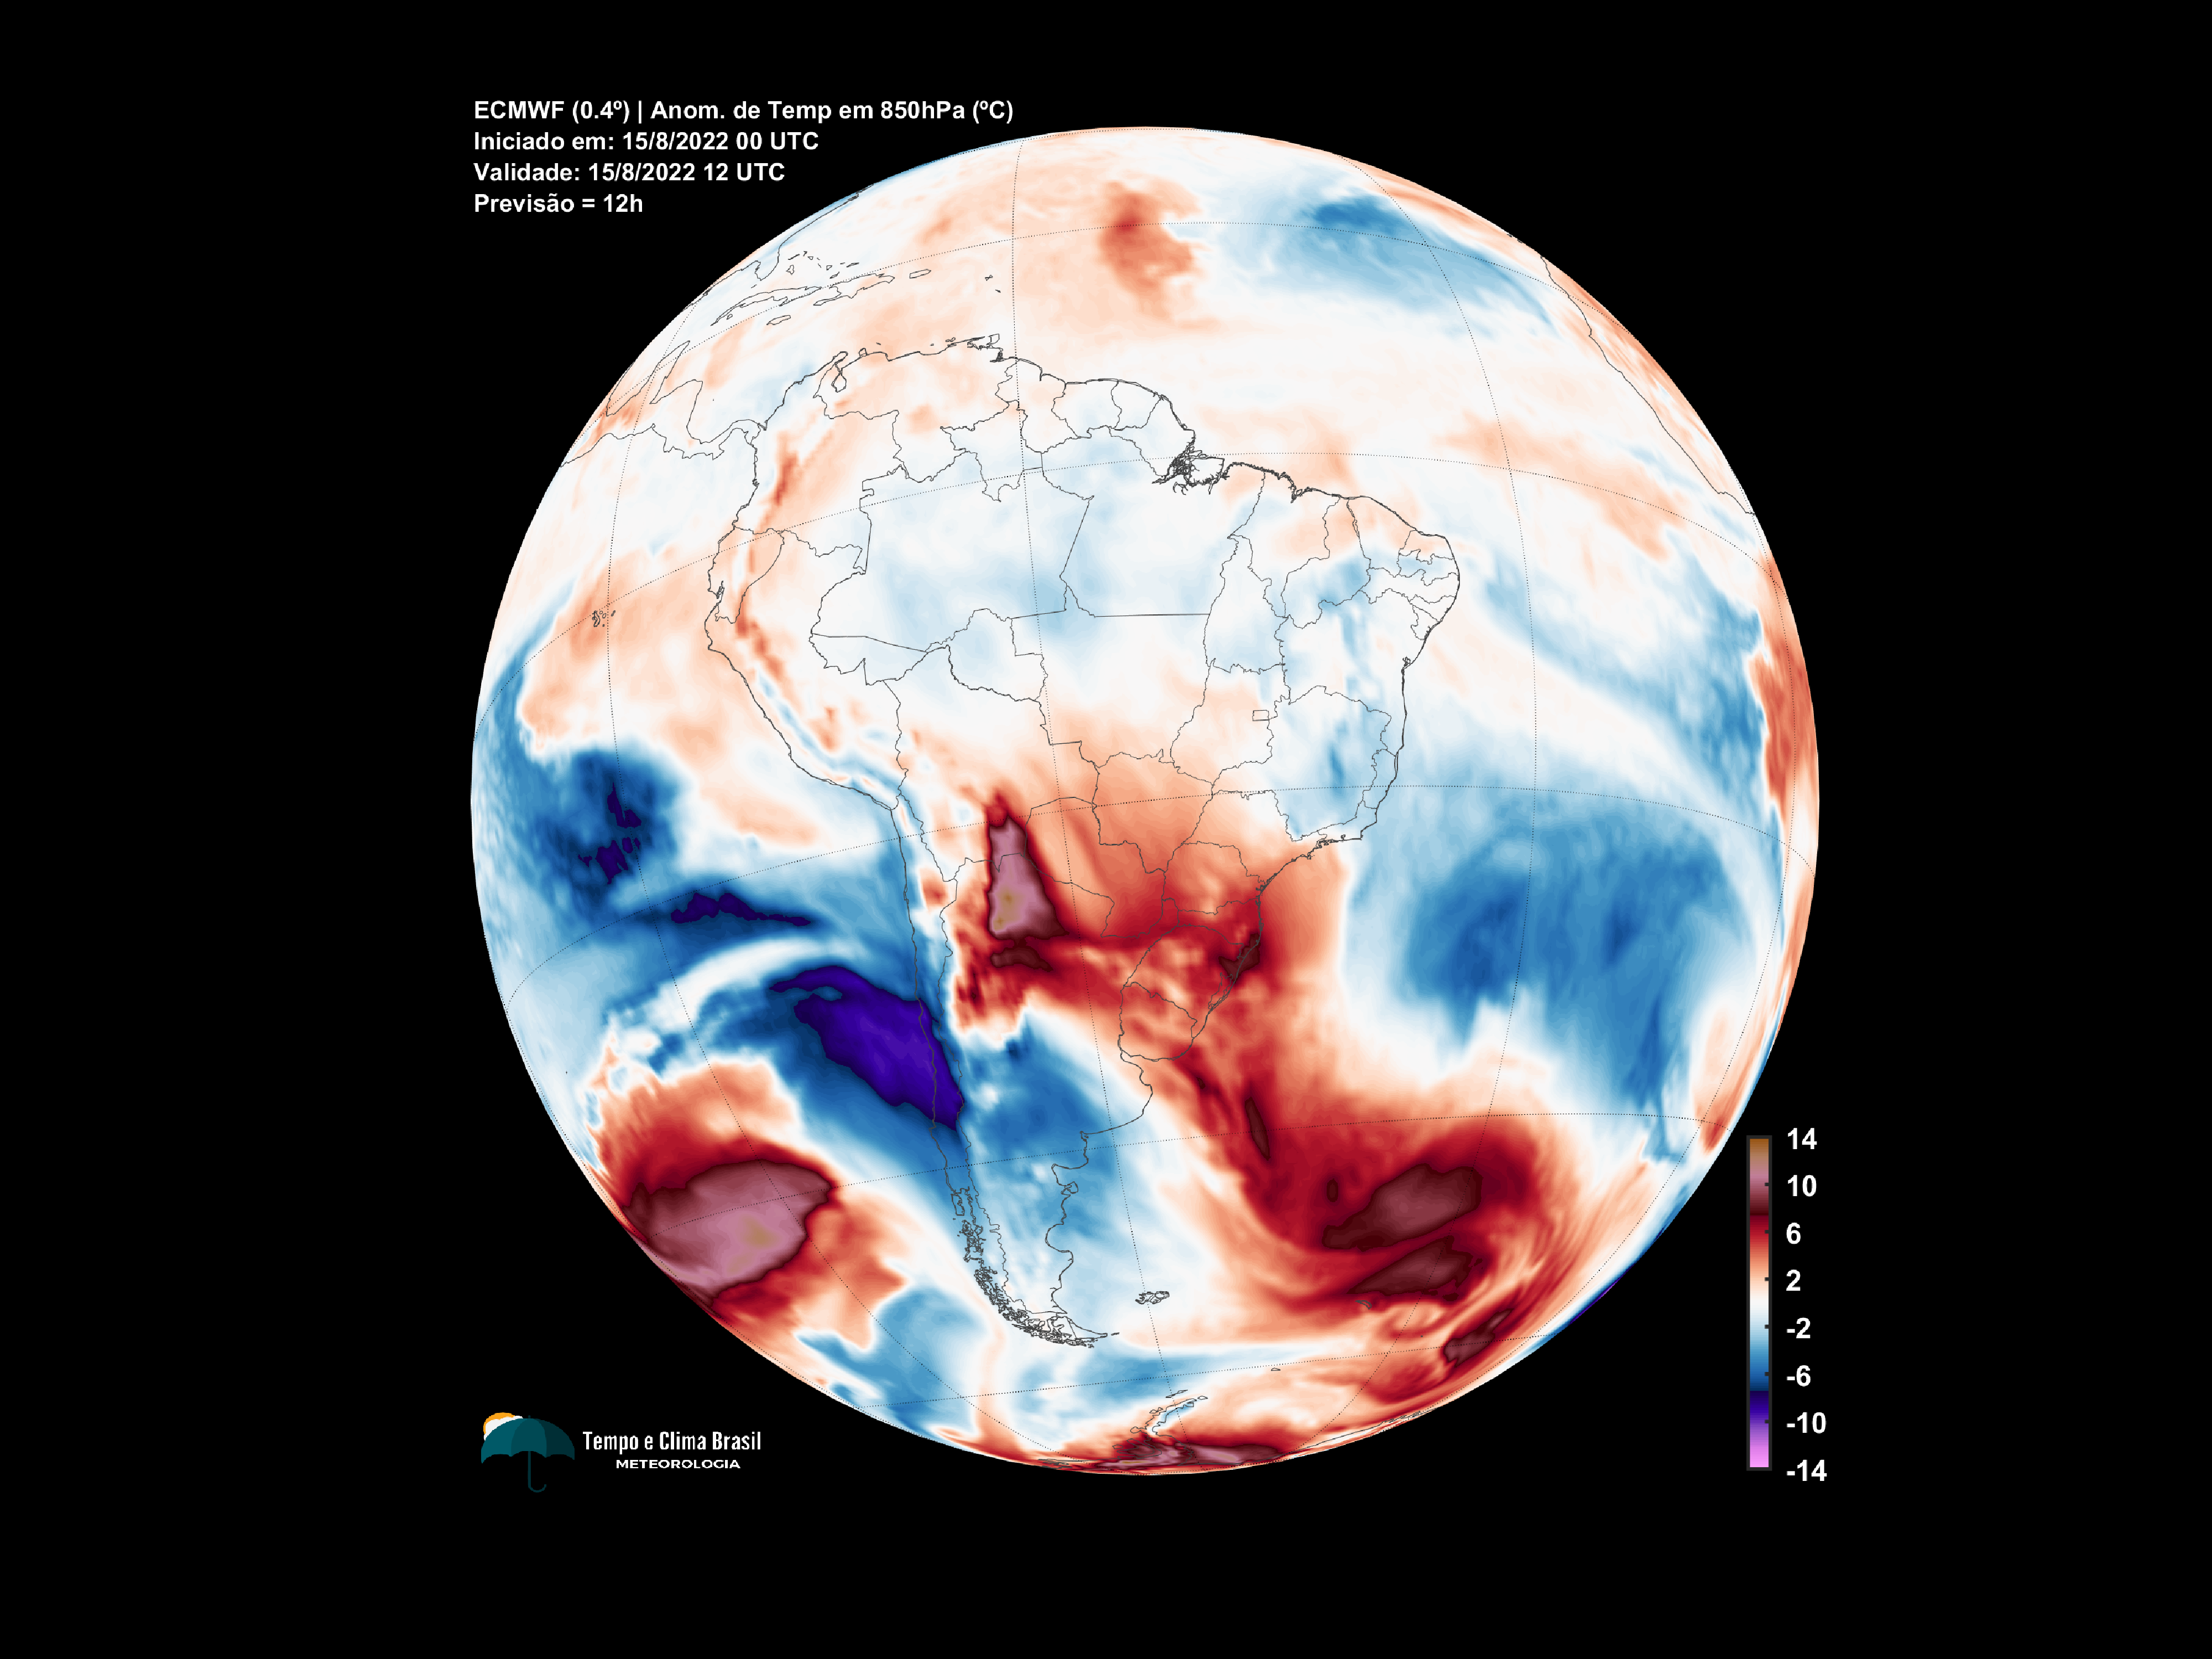 ECMWF (0.4º) | Anom. de Temp em 850hPa (ºC)
Iniciado em: 15/8/2022 00 UTC
Validade: 15/8/2022 12 UTC
Previsão = 12h
14
10
6
2
-2
-6
-10
-14
Tempo e Clima Brasil
METEOROLOGIA